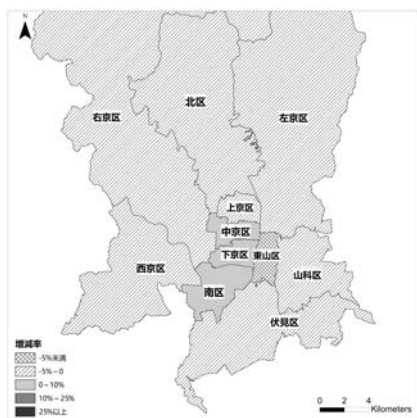 N
北区
右京区
左京区
上京区
中京区
下京区
東山区
西京区
山科区
南区
伏見区
増減率
-5%未満
-5%－0
0－10%
10%－25%
25%以上
0 2 4
Kilometers